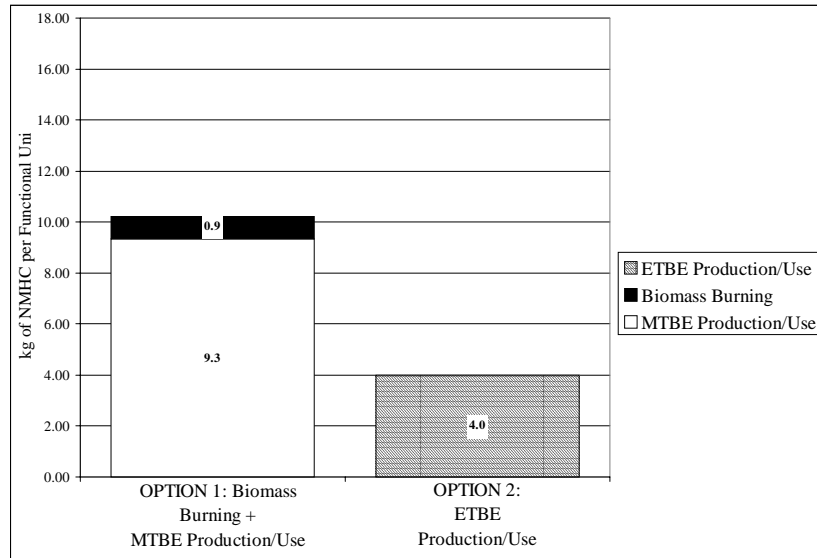 18.00
16.00
14.00
12.00
10.00
8.00
6.00
4.00
2.00
0.00
kg of NMHC per Functional Uni
0.9
9.3
4.0
OPTION 1: Biomass
Burning +
MTBE Production/Use
OPTION 2:
ETBE
Production/Use
ETBE Production/Use
Biomass Burning
MTBE Production/Use